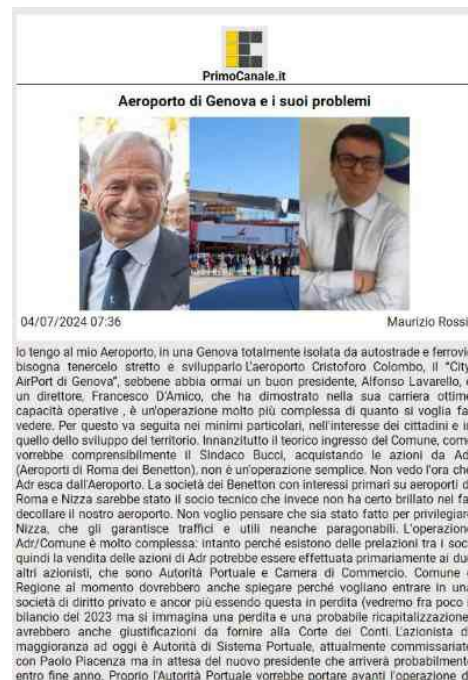 PrimoCanale.it
Aeroporto di Genova e i suoi problemi
04/07/2024 07:36
Maurizio Rossi
Io tengo al mio Aeroporto, in una Genova totalmente isolata da autostrade e ferrovie
bisogna tenercelo stretto e svilupparlo.L'aeroporto Cristoforo Colombo, il "City
AirPort di Genova", sebbene abbia ormai un buon presidente, Alfonso Lavarello, e
un direttore, Francesco D'Amico, che ha dimostrato nella sua carriera ottime
capacità operative , è un'operazione molto più complessa di quanto si voglia far
vedere. Per questo va seguita nei minimi particolari, nell'interesse dei cittadini e in
quello dello sviluppo del territorio. Innanzitutto il teorico ingresso del Comune, come
vorrebbe comprensibilmente il Sindaco Bucci, acquistando le azioni da Adr
(Aeroporti di Roma dei Benetton), non è un'operazione semplice. Non vedo l'ora che
Adr esca dall'Aeroporto. La società dei Benetton con interessi primari su aeroporti di
Roma e Nizza sarebbe stato il socio tecnico che invece non ha certo brillato nel far
decollare il nostro aeroporto. Non voglio pensare che sia stato fatto per privilegiare
Nizza, che gli garantisce traffici e utili neanche paragonabili. L'operazione
Adr/Comune è molto complessa: intanto perché esistono delle prelazioni tra i soci
quindi la vendita delle azioni di Adr potrebbe essere effettuata primariamente ai due
altri azionisti, che sono Autorità Portuale e Camera di Commercio. Comune e
Regione al momento dovrebbero anche spiegare perché vogliano entrare in una
società di diritto privato e ancor più essendo questa in perdita (vedremo fra poco il
bilancio del 2023 ma si immagina una perdita e una probabile ricapitalizzione)
avrebbero anche giustificazioni da fornire alla Corte dei Conti. L'azionista di
maggioranza ad oggi è Autorità di Sistema Portuale, attualmente commissariate
con Paolo Piacenza ma in attesa del nuovo presidente che arriverà probabilmente
entro fine anno. Proprio l'Autorità Portuale vorrebbe portare avanti l'operazione di